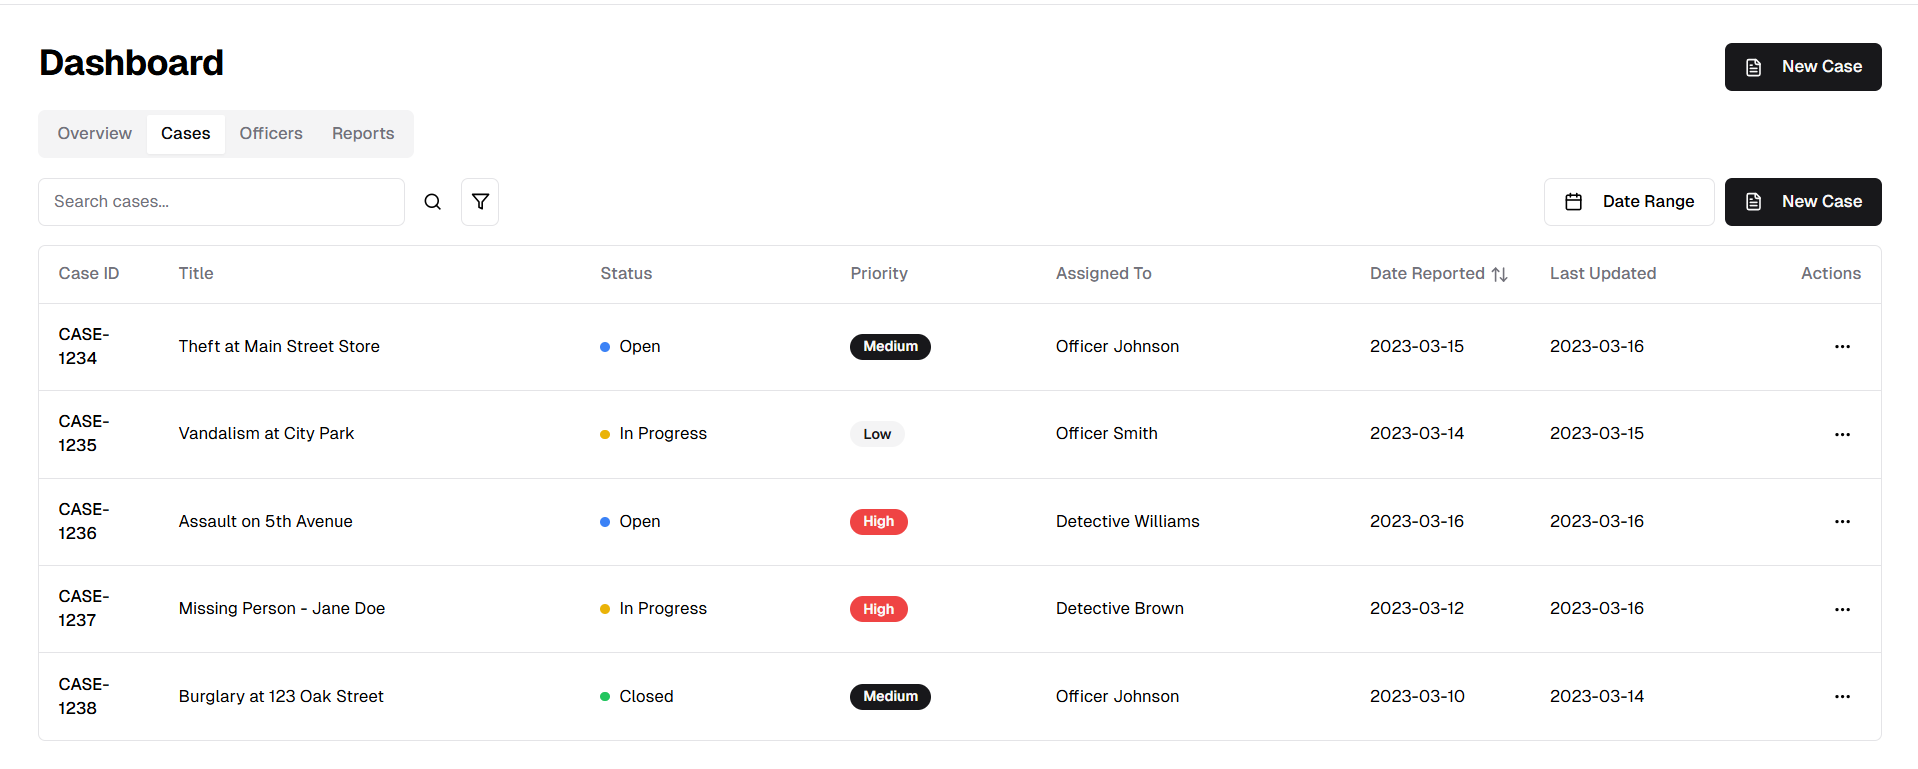 Dashboard
New Case
Overview Cases Officers Reports
Search cases...
Date Range
New Case
Case ID Title Status Priority Assigned To Date Reported Last Updated Actions
CASE-
1234
Theft at Main Street Store Open Medium Officer Johnson 2023-03-15 2023-03-16
CASE-
1235
Vandalism at City Park In Progress Low Officer Smith 2023-03-14 2023-03-15
CASE-
1236
Assault on 5th Avenue Open High Detective Williams 2023-03-16 2023-03-16
CASE-
1237
Missing Person - Jane Doe In Progress High Detective Brown 2023-03-12 2023-03-16
CASE-
1238
Burglary at 123 Oak Street Closed Medium Officer Johnson 2023-03-10 2023-03-14